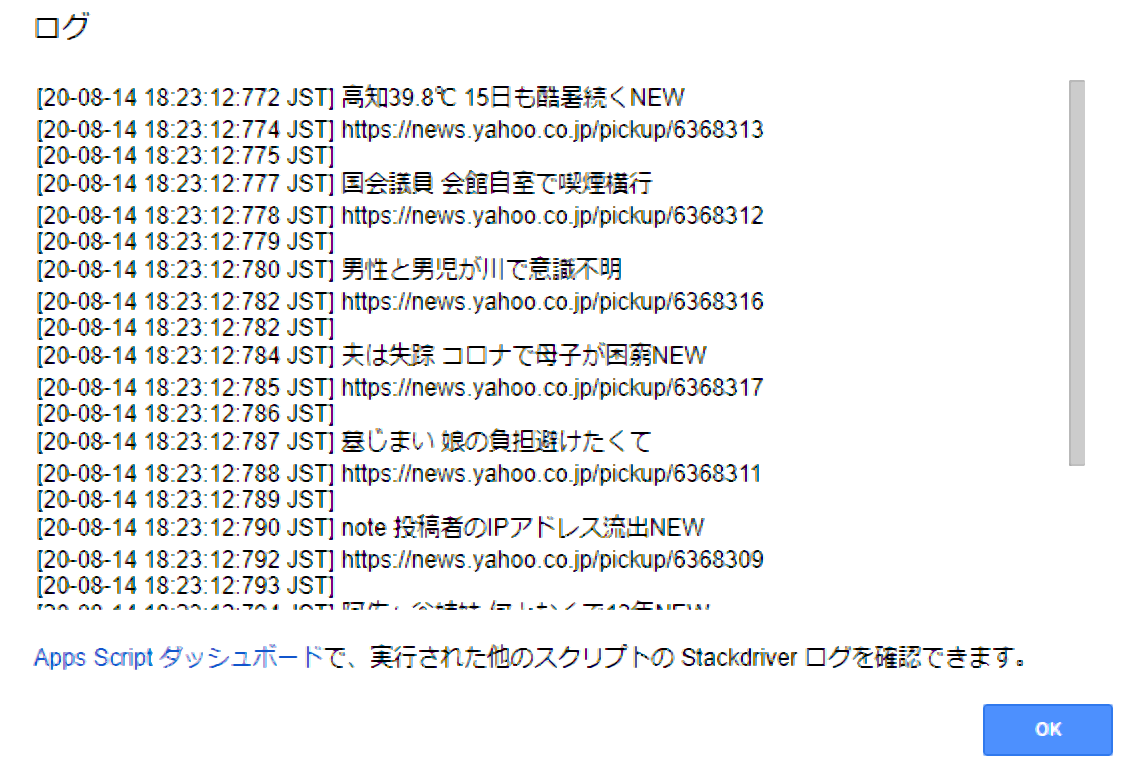 ログ
[20-08-14 18:23:12:772 JST] 高知39.8℃ 15日も酷暑続くNEW
[20-08-14 18:23:12:774 JST] https://news.yahoo.co.jp/pickup/6368313
[20-08-14 18:23:12:775 JST]
[20-08-14 18:23:12:777 JST] 国会議員 会館自室で喫煙横行
[20-08-14 18:23:12:778 JST] https://news.yahoo.co.jp/pickup/6368312
[20-08-14 18:23:12:779 JST]
[20-08-14 18:23:12:780 JST] 男性と男児が川で意識不明
[20-08-14 18:23:12:782 JST] https://news.yahoo.co.jp/pickup/6368316
[20-08-14 18:23:12:782 JST]
[20-08-14 18:23:12:784 JST] 夫は失踪 コロナで母子が困窮NEW
[20-08-14 18:23:12:785 JST] https://news.yahoo.co.jp/pickup/6368317
[20-08-14 18:23:12:786 JST]
[20-08-14 18:23:12:787 JST] 墓じまい 娘の負担避けたくて
[20-08-14 18:23:12:788 JST] https://news.yahoo.co.jp/pickup/6368311
[20-08-14 18:23:12:789 JST]
[20-08-14 18:23:12:790 JST] note 投稿者のIPアドレス流出NEW
[20-08-14 18:23:12:792 JST] https://news.yahoo.co.jp/pickup/6368309
[20-08-14 18:23:12:793 JST]
[20-08-14 18:23:12:794 JST]
Apps Script ダッシュボードで、実行された他のスクリプトの Stackdriver ログを確認できます。
OK